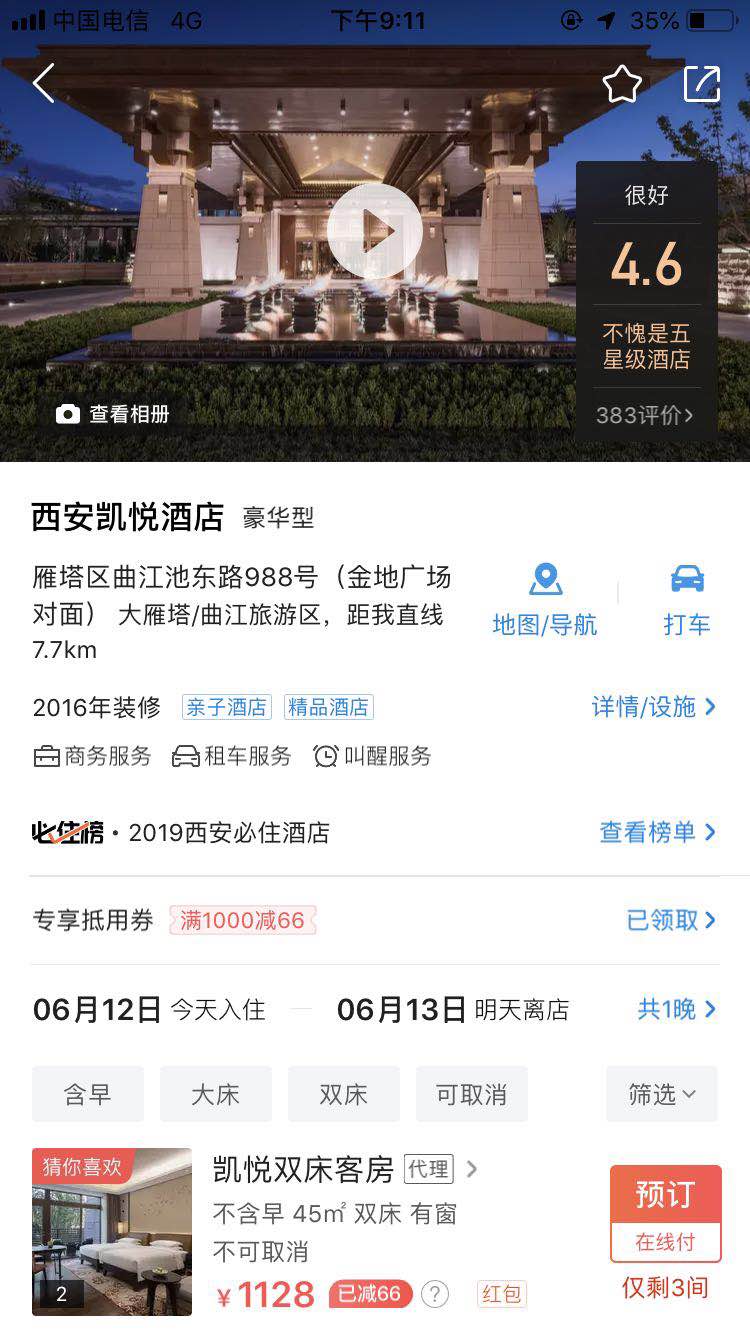 中国电信 4G 下午9:11 35%
很好
4.6
不愧是五
星级酒店
383评价
查看相册
西安凯悦酒店 豪华型
雁塔区曲江池东路988号（金地广场
对面） 大雁塔/曲江旅游区，距我直线
7.7km
地图/导航
打车
2016年装修 亲子酒店 精品酒店 详情/设施
商务服务 租车服务 叫醒服务
必住榜·2019西安必住酒店 查看榜单
专享抵用券 满1000减66 已领取
06月12日 今天入住 — 06月13日 明天离店 共1晚
含早 大床 双床 可取消 筛选
猜你喜欢
2
凯悦双床客房 代理
不含早 45㎡ 双床 有窗
不可取消
¥1128 已减66 ? 红包
预订
在线付
仅剩3间